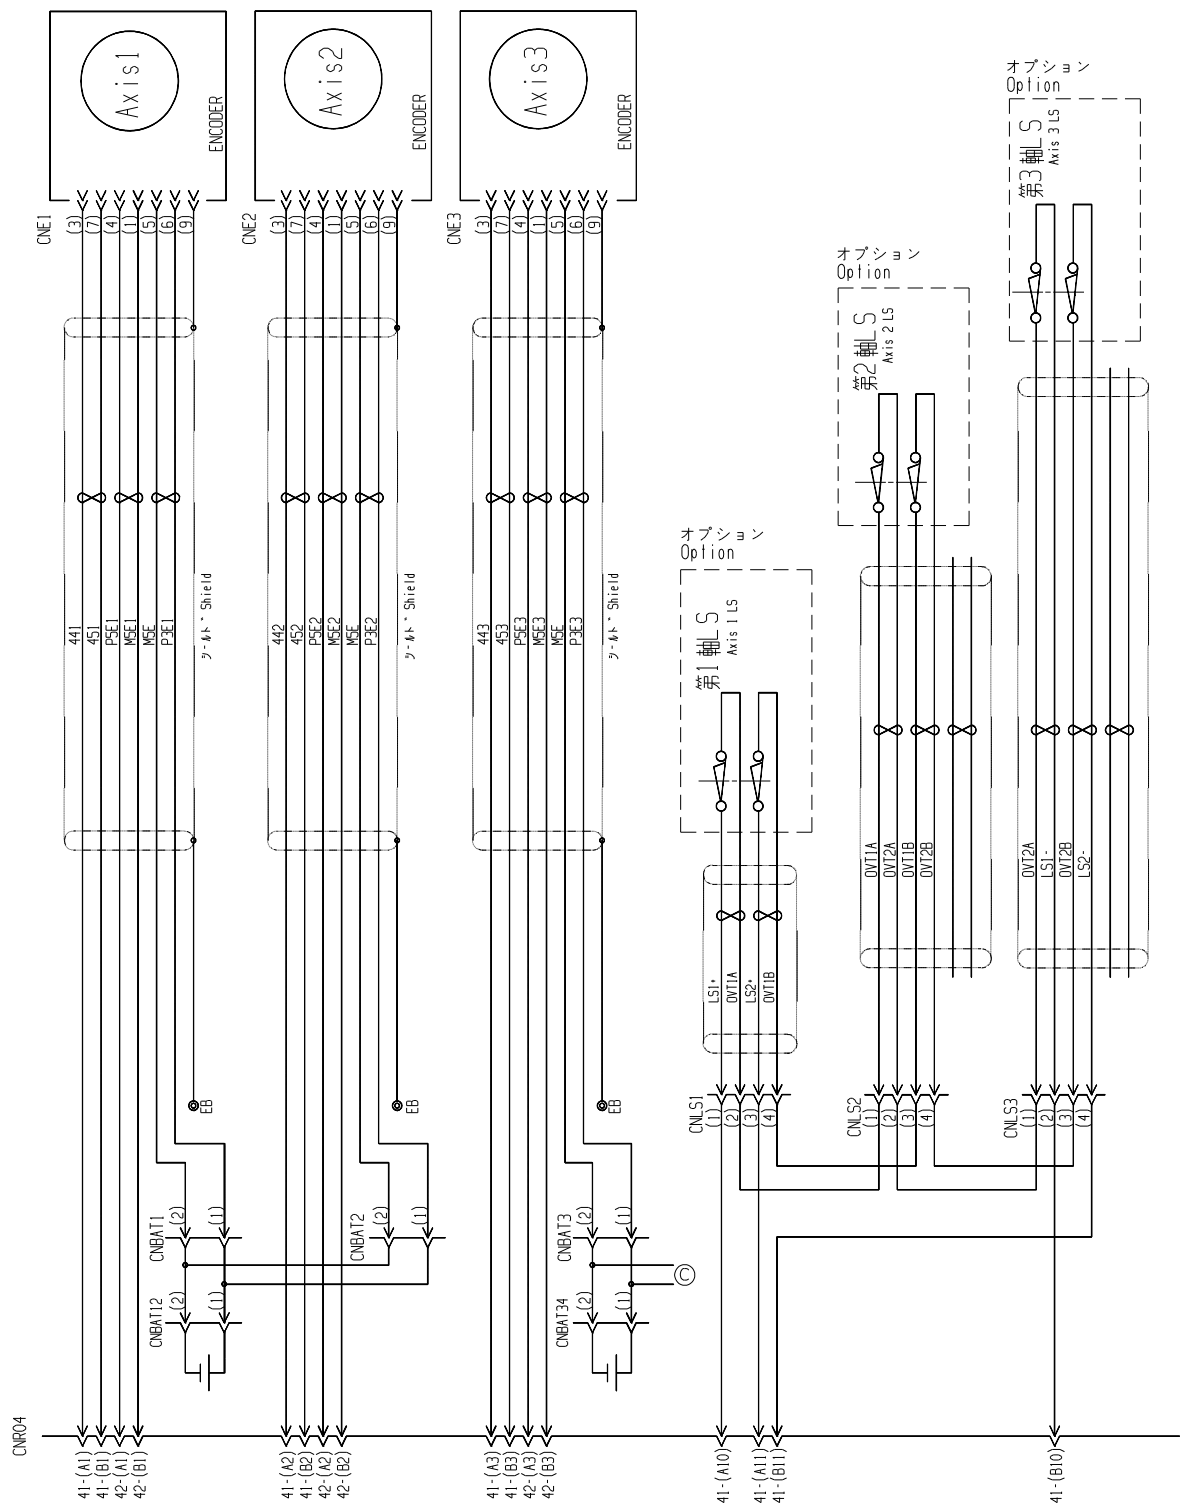 Axis1
ENCODER
CNE1
(3)
(7)
(4)
(1)
(5)
(6)
(9)
441
451
P5E1
M5E1
M5E
P3E1
シールド Shield
EB
CNBAT1
(2)
(1)
CNBAT12
(2)
(1)
41-(A1)
41-(B1)
42-(A1)
42-(B1)
Axis2
ENCODER
CNE2
(3)
(7)
(4)
(1)
(5)
(6)
(9)
442
452
P5E2
M5E2
M5E
P3E2
シールド Shield
EB
CNBAT2
(2)
(1)
41-(A2)
41-(B2)
42-(A2)
42-(B2)
Axis3
ENCODER
CNE3
(3)
(7)
(4)
(1)
(5)
(6)
(9)
443
453
P5E3
M5E3
M5E
P3E3
シールド Shield
EB
CNBAT3
(2)
(1)
C
CNBAT34
(2)
(1)
41-(A3)
41-(B3)
42-(A3)
42-(B3)
オプション
Option
第1軸LS
Axis 1 LS
LS1+
OVT1A
LS2+
OVT1B
CNLS1
(1)
(2)
(3)
(4)
41-(A10)
41-(A11)
41-(B11)
オプション
Option
第2軸LS
Axis 2 LS
OVT1A
OVT2A
OVT1B
OVT2B
CNLS2
(1)
(2)
(3)
(4)
オプション
Option
第3軸LS
Axis 3 LS
OVT2A
LS1-
OVT2B
LS2-
CNLS3
(1)
(2)
(3)
(4)
41-(B10)
CNR04